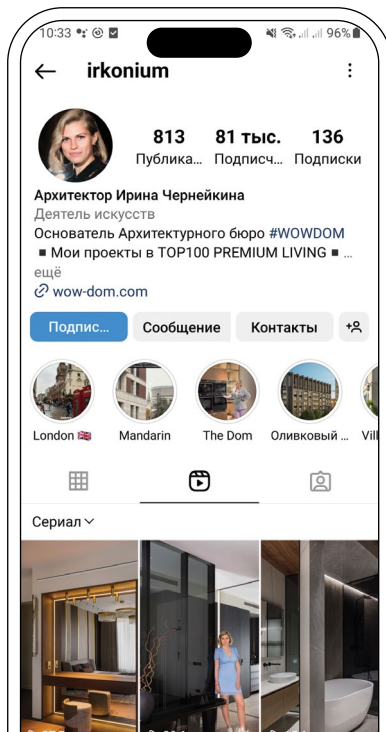 10:33
96%
irkonium
813 81 тыс. 136
Публика... Подписч... Подписки
Архитектор Ирина Чернейкина
Деятель искусств
Основатель Архитектурного бюро #WOWDOM
▪ Мои проекты в TOP100 PREMIUM LIVING ▪ ...
ещё
wow-dom.com
Подпис... Сообщение Контакты
London 🇬🇧 Mandarin The Dom Оливковый ... Vill
Сериал